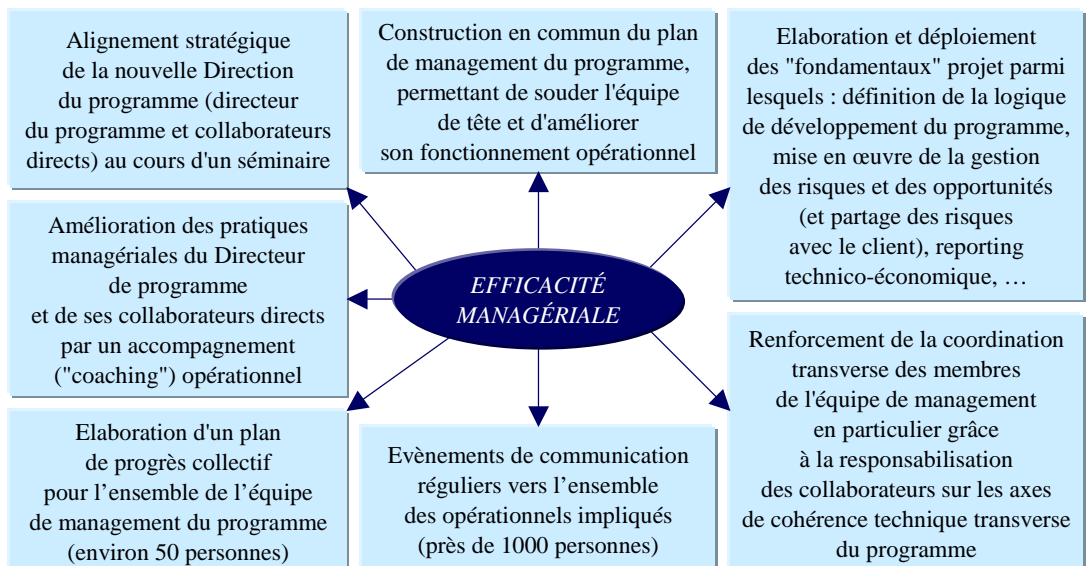 Alignement stratégique
de la nouvelle Direction
du programme (directeur
du programme et collaborateurs
directs) au cours d'un séminaire
Construction en commun du plan
de management du programme,
permettant de souder l'équipe
de tête et d'améliorer
son fonctionnement opérationnel
Elaboration et déploiement
des "fondamentaux" projet parmi
lesquels : définition de la logique
de développement du programme,
mise en œuvre de la gestion
des risques et des opportunités
(et partage des risques
avec le client), reporting
technico-économique, …
Amélioration des pratiques
managériales du Directeur
de programme
et de ses collaborateurs directs
par un accompagnement
("coaching") opérationnel
EFFICACITÉ
MANAGÉRIALE
Renforcement de la coordination
transverse des membres
de l'équipe de management
en particulier grâce
à la responsabilisation
des collaborateurs sur les axes
de cohérence technique transverse
du programme
Elaboration d'un plan
de progrès collectif
pour l’ensemble de l’équipe
de management du programme
(environ 50 personnes)
Evènements de communication
réguliers vers l’ensemble
des opérationnels impliqués
(près de 1000 personnes)